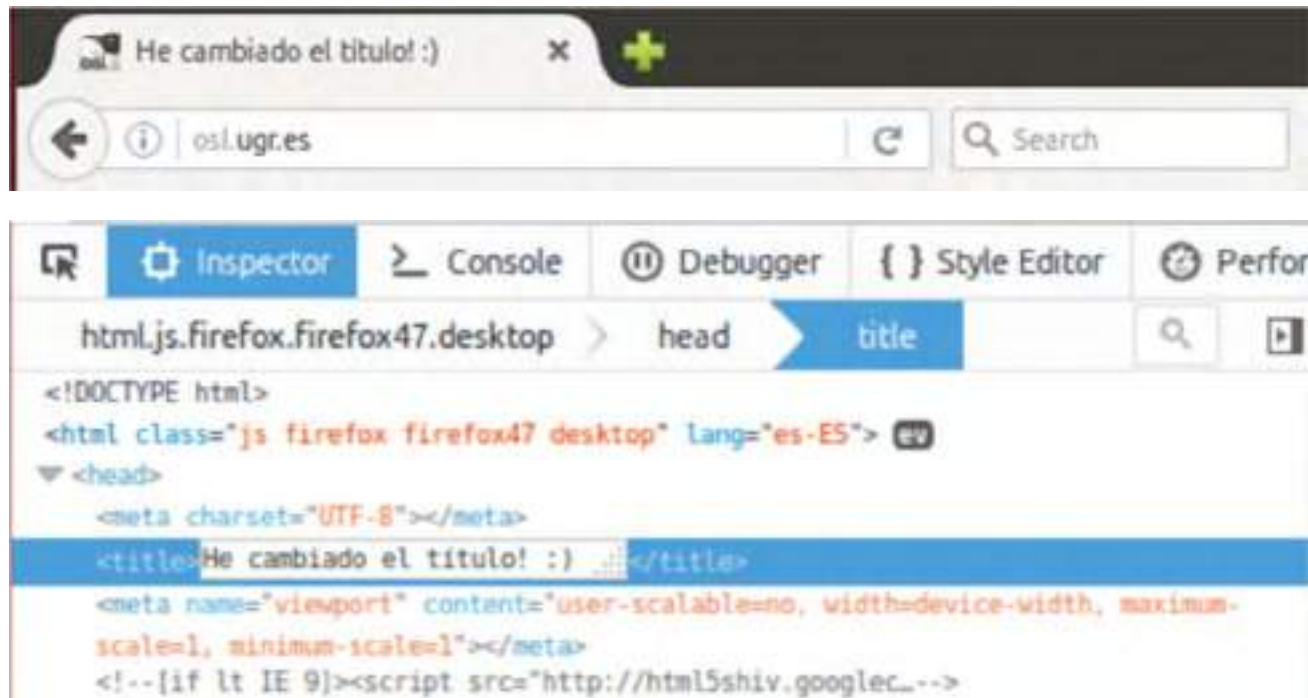 He cambiado el título! :)
osl.ugr.es
Search
Inspector
Console
Debugger
{ } Style Editor
Perfor
html.js.firefox.firefox47.desktop
head
title
<!DOCTYPE html>
<html class="js firefox firefox47 desktop" lang="es-ES"> ev
<head>
<meta charset="UTF-8"></meta>
<title>He cambiado el título! :)</title>
<meta name="viewport" content="user-scalable=no, width=device-width, maximum-
scale=1, minimum-scale=1"></meta>
<!--[if lt IE 9]><script src="http://html5shiv.googlec…-->